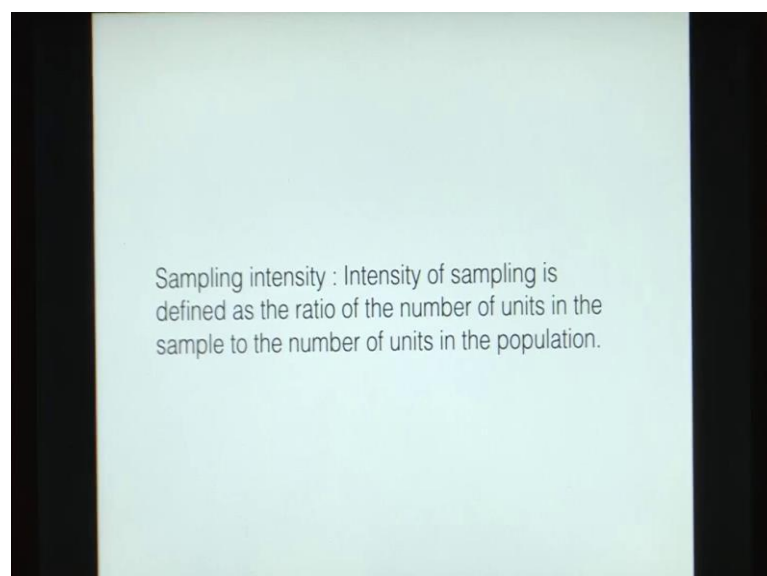 Sampling intensity : Intensity of sampling is
defined as the ratio of the number of units in the
sample to the number of units in the population.